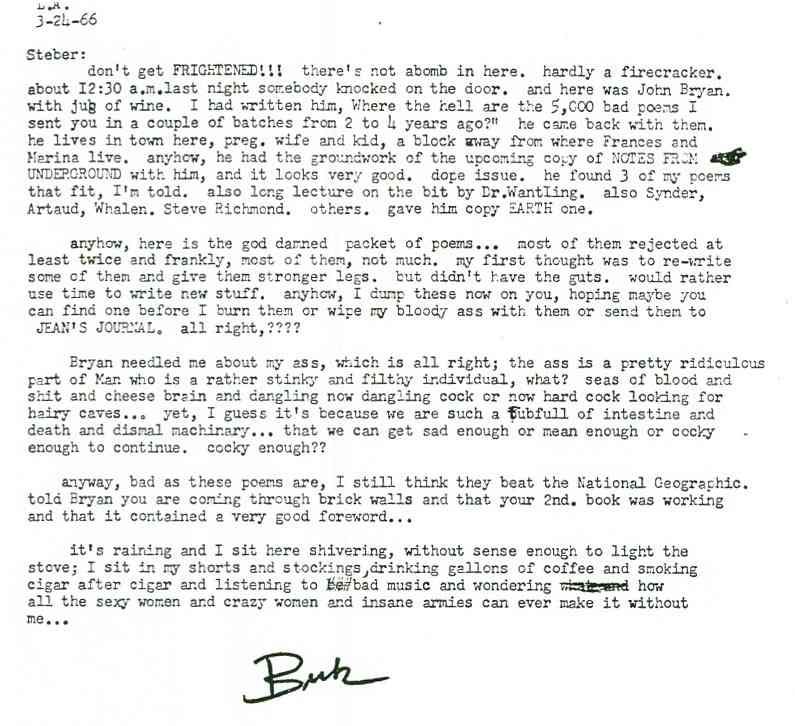 L.A.
3-24-66
Steber:
don't get FRIGHTENED!!! there's not abomb in here. hardly a firecracker.
about 12:30 a.m.last night somebody knocked on the door. and here was John Bryan.
with jug of wine. I had written him, Where the hell are the 5,000 bad poems I
sent you in a couple of batches from 2 to 4 years ago?" he came back with them.
he lives in town here, preg. wife and kid, a block away from where Frances and
Marina live. anyhow, he had the groundwork of the upcoming copy of NOTES FROM
UNDERGROUND with him, and it looks very good. dope issue. he found 3 of my poems
that fit, I'm told. also long lecture on the bit by Dr.Wantling. also Synder,
Artaud, Whalen. Steve Richmond. others. gave him copy EARTH one.
anyhow, here is the god damned packet of poems... most of them rejected at
least twice and frankly, most of them, not much. my first thought was to re-write
some of them and give them stronger legs. but didn't have the guts. would rather
use time to write new stuff. anyhow, I dump these now on you, hoping maybe you
can find one before I burn them or wipe my bloody ass with them or send them to
JEAN'S JOURNAL. all right,????
Bryan needled me about my ass, which is all right; the ass is a pretty ridiculous
part of Man who is a rather stinky and filthy individual, what? seas of blood and
shit and cheese brain and dangling now dangling cock or now hard cock looking for
hairy caves... yet, I guess it's because we are such a tubfull of intestine and
death and dismal machinary... that we can get sad enough or mean enough or cocky
enough to continue. cocky enough??
anyway, bad as these poems are, I still think they beat the National Geographic.
told Bryan you are coming through brick walls and that your 2nd. book was working
and that it contained a very good foreword...
it's raining and I sit here shivering, without sense enough to light the
stove; I sit in my shorts and stockings,drinking gallons of coffee and smoking
cigar after cigar and listening to bad music and wondering how
all the sexy women and crazy women and insane armies can ever make it without
me...
Buk